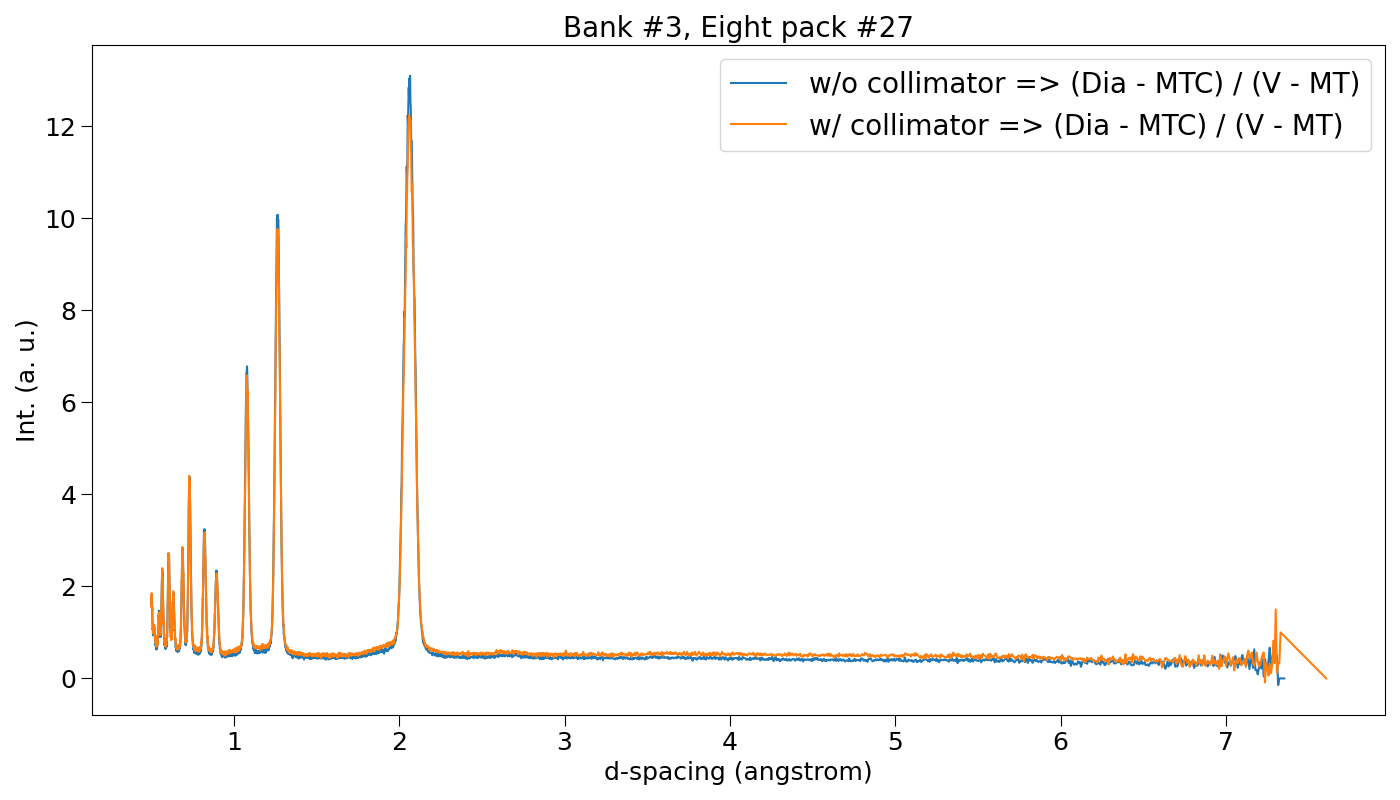 Bank #3, Eight pack #27
w/o collimator => (Dia - MTC) / (V - MT)
w/ collimator => (Dia - MTC) / (V - MT)
12
10
8
6
4
2
0
Int. (a. u.)
1 2 3 4 5 6 7
d-spacing (angstrom)